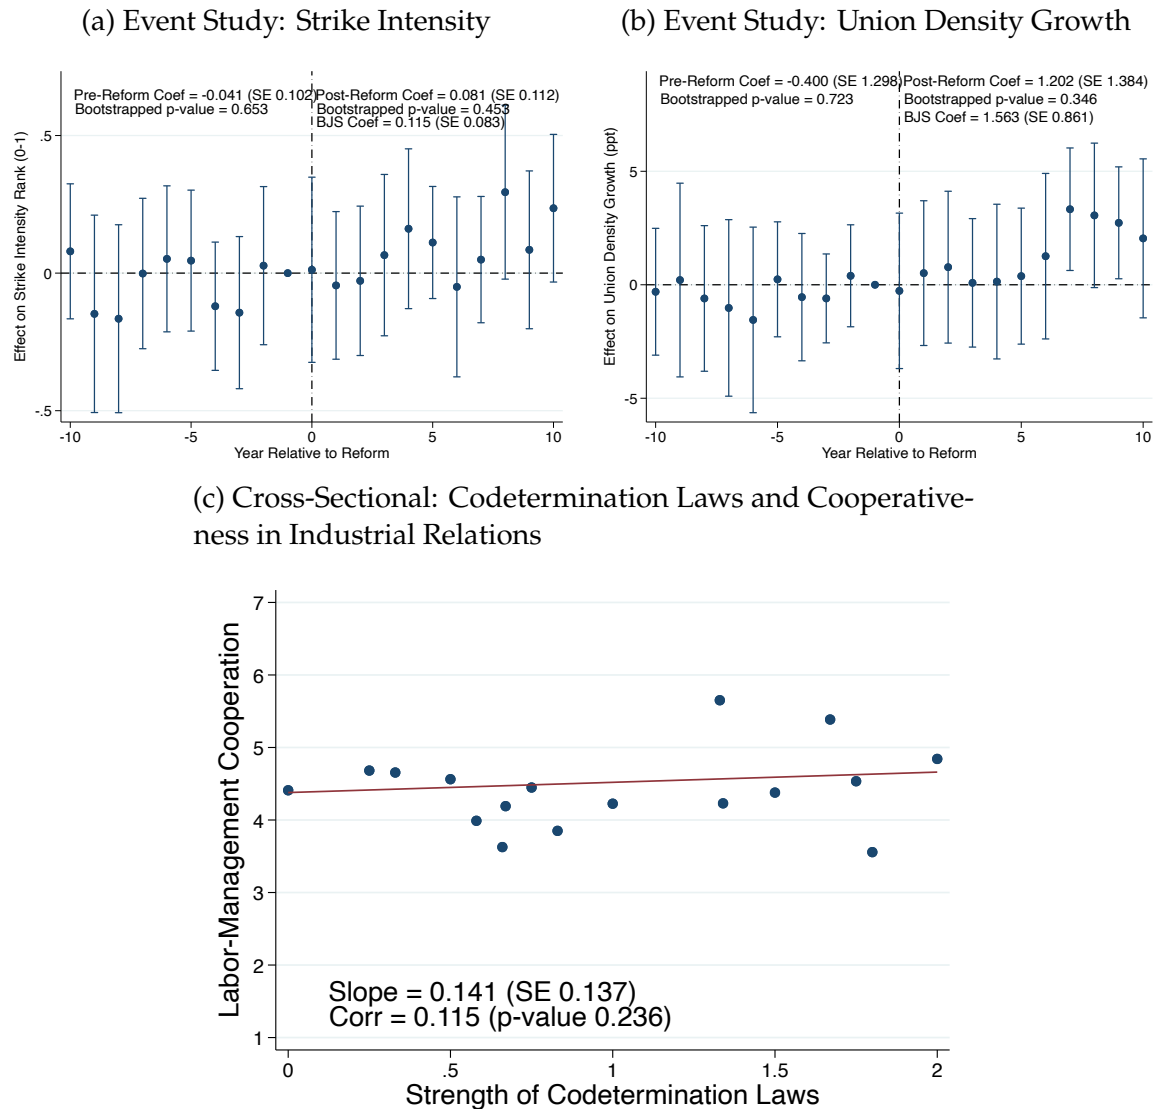 (a) Event Study: Strike Intensity
Pre-Reform Coef = -0.041 (SE 0.102)
Bootstrapped p-value = 0.653
Post-Reform Coef = 0.081 (SE 0.112)
Bootstrapped p-value = 0.453
BJS Coef = 0.115 (SE 0.083)
Effect on Strike Intensity Rank (0-1)
.5
0
-.5
-10 -5 0 5 10
Year Relative to Reform
(b) Event Study: Union Density Growth
Pre-Reform Coef = -0.400 (SE 1.298)
Bootstrapped p-value = 0.723
Post-Reform Coef = 1.202 (SE 1.384)
Bootstrapped p-value = 0.346
BJS Coef = 1.563 (SE 0.861)
Effect on Union Density Growth (ppt)
5
0
-5
-10 -5 0 5 10
Year Relative to Reform
(c) Cross-Sectional: Codetermination Laws and Cooperative-
ness in Industrial Relations
Labor-Management Cooperation
7
6
5
4
3
2
1
Slope = 0.141 (SE 0.137)
Corr = 0.115 (p-value 0.236)
0 .5 1 1.5 2
Strength of Codetermination Laws